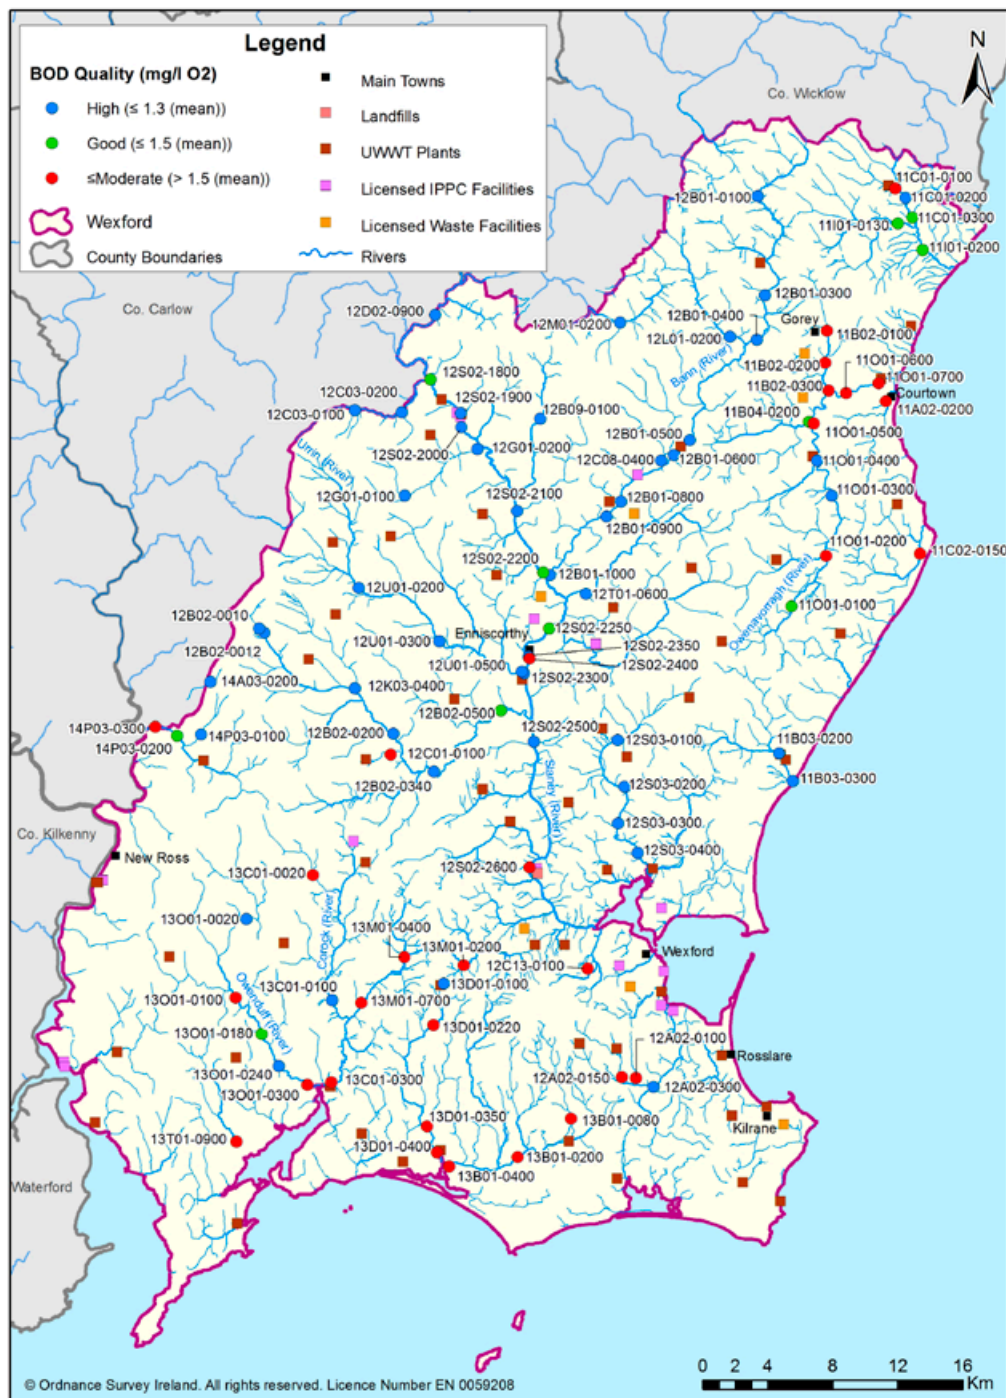 Legend
BOD Quality (mg/l O2)
High (≤ 1.3 (mean))
Good (≤ 1.5 (mean))
≤Moderate (> 1.5 (mean))
Wexford
County Boundaries
Main Towns
Landfills
UWWT Plants
Licensed IPPC Facilities
Licensed Waste Facilities
Rivers
N
Co. Wicklow
Co. Carlow
Co. Kilkenny
Waterford
11C01-0100
11C01-0200
11C01-0300
11I01-0130
11I01-0200
12B01-0100
12B01-0300
12B01-0400
12D02-0900
12M01-0200
12L01-0200
Gorey
11B02-0100
Bann (River)
11B02-0200
11O01-0600
11B02-0300
11O01-0700
Courtown
11A02-0200
12S02-1800
12C03-0200
12S02-1900
12C03-0100
12B09-0100
11B04-0200
11O01-0500
12S02-2000
12G01-0200
12B01-0500
12C08-0400
12B01-0600
11O01-0400
Urrin (River)
12G01-0100
12S02-2100
12B01-0800
11O01-0300
12B01-0900
11O01-0200
11C02-0150
12S02-2200
12B01-1000
12U01-0200
12T01-0600
Owenavorragh (River)
11O01-0100
12B02-0010
12S02-2250
12B02-0012
12U01-0300
Enniscorthy
12S02-2350
12U01-0500
12S02-2400
12S02-2300
14A03-0200
12K03-0400
12B02-0500
14P03-0300
14P03-0100
14P03-0200
12B02-0200
12S02-2500
12S03-0100
11B03-0200
12C01-0100
12B02-0340
Slaney (River)
12S03-0200
11B03-0300
12S03-0300
12S03-0400
New Ross
13C01-0020
12S02-2600
13O01-0020
Corock (River)
13M01-0400
13M01-0200
12C13-0100
Wexford
13D01-0100
Owenduff (River)
13O01-0100
13C01-0100
13M01-0700
13D01-0220
13O01-0180
12A02-0100
Rosslare
13O01-0240
13C01-0300
12A02-0150
12A02-0300
13O01-0300
13D01-0350
13B01-0080
Kilrane
13T01-0900
13D01-0400
13B01-0200
13B01-0400
© Ordnance Survey Ireland. All rights reserved. Licence Number EN 0059208
0 2 4 8 12 16
Km